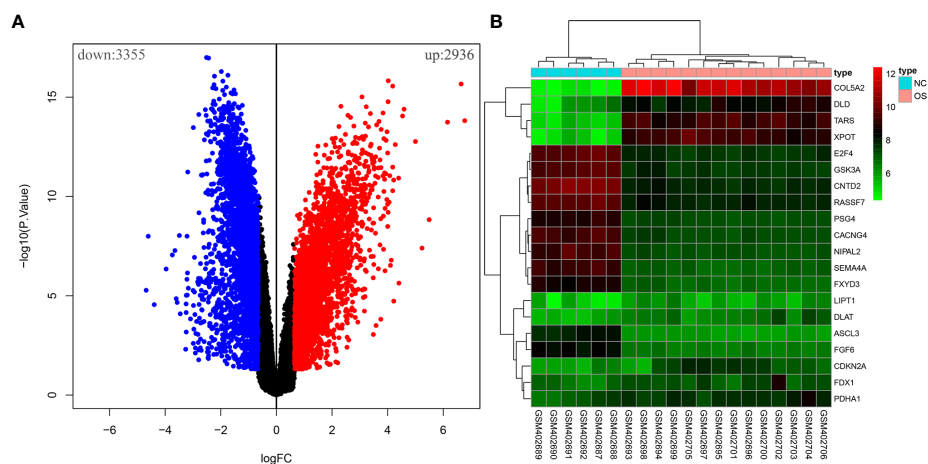 A
down:3355
up:2936
−log10(P.Value)
15
10
5
0
−6
−4
−2
0
2
4
6
logFC
B
type
COL5A2
DLD
TARS
XPOT
E2F4
GSK3A
CNTD2
RASSF7
PSG4
CACNG4
NIPAL2
SEMA4A
FXYD3
LIPT1
DLAT
ASCL3
FGF6
CDKN2A
FDX1
PDHA1
GSM402689
GSM402690
GSM402691
GSM402692
GSM402687
GSM402688
GSM402693
GSM402698
GSM402694
GSM402699
GSM402705
GSM402697
GSM402695
GSM402701
GSM402696
GSM402700
GSM402702
GSM402703
GSM402704
GSM402706
12
10
8
6
type
NC
OS